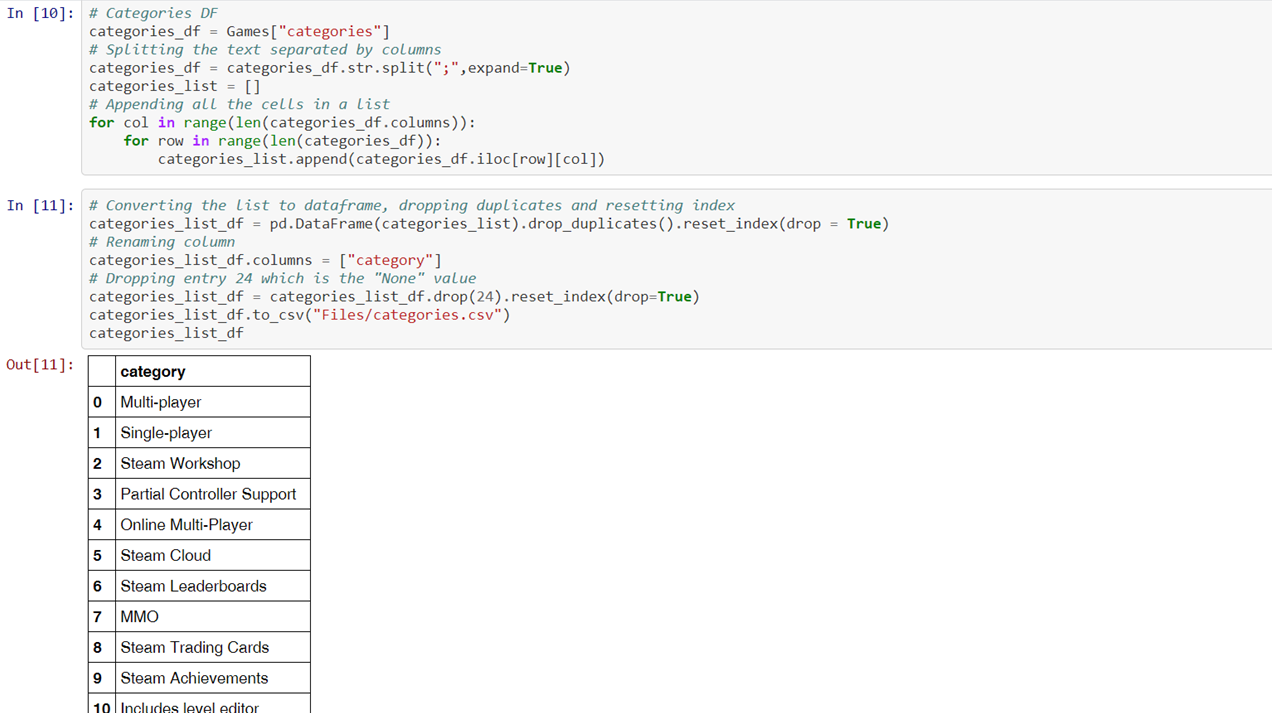 In [10]:
# Categories DF
categories_df = Games["categories"]
# Splitting the text separated by columns
categories_df = categories_df.str.split(";",expand=True)
categories_list = []
# Appending all the cells in a list
for col in range(len(categories_df.columns)):
    for row in range(len(categories_df)):
        categories_list.append(categories_df.iloc[row][col])
In [11]:
# Converting the list to dataframe, dropping duplicates and resetting index
categories_list_df = pd.DataFrame(categories_list).drop_duplicates().reset_index(drop = True)
# Renaming column
categories_list_df.columns = ["category"]
# Dropping entry 24 which is the "None" value
categories_list_df = categories_list_df.drop(24).reset_index(drop=True)
categories_list_df.to_csv("Files/categories.csv")
categories_list_df
Out[11]:
category
0 Multi-player
1 Single-player
2 Steam Workshop
3 Partial Controller Support
4 Online Multi-Player
5 Steam Cloud
6 Steam Leaderboards
7 MMO
8 Steam Trading Cards
9 Steam Achievements
10 Includes level editor